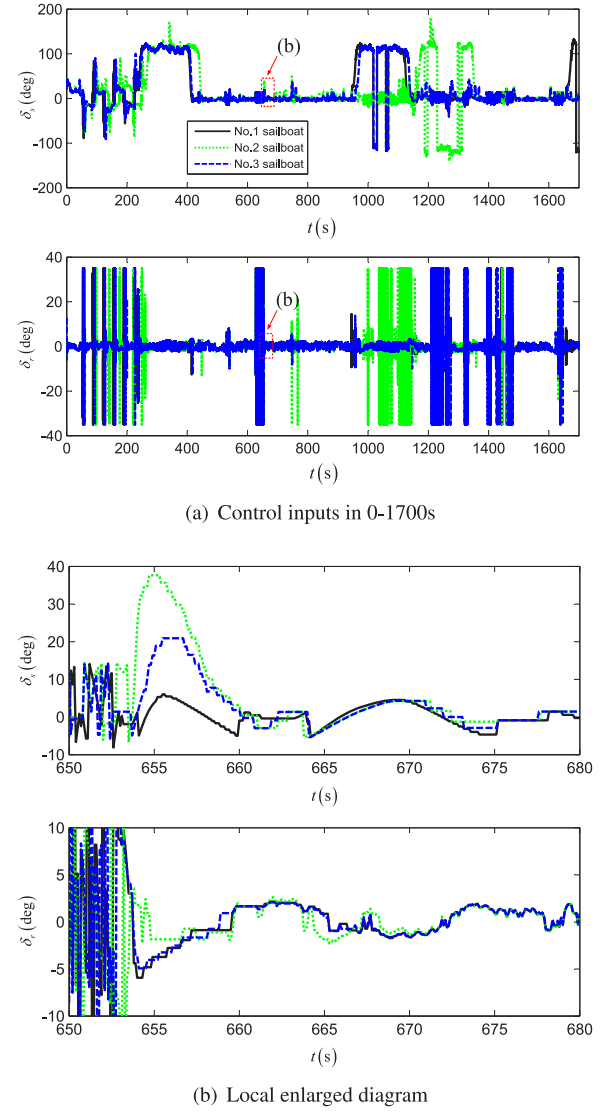 200
100
0
-100
200
δs (deg)
(b)
No.1 sailboat
No.2 sailboat
No.3 sailboat
0 200 400 600 800 1000 1200 1400 1600
t(s)
40
20
0
-20
-40
δr (deg)
(b)
0 200 400 600 800 1000 1200 1400 1600
t(s)
(a) Control inputs in 0-1700s
40
30
20
10
0
-10
δs (deg)
650 655 660 665 670 675 680
t(s)
10
5
0
-5
-10
δr (deg)
650 655 660 665 670 675 680
t(s)
(b) Local enlarged diagram